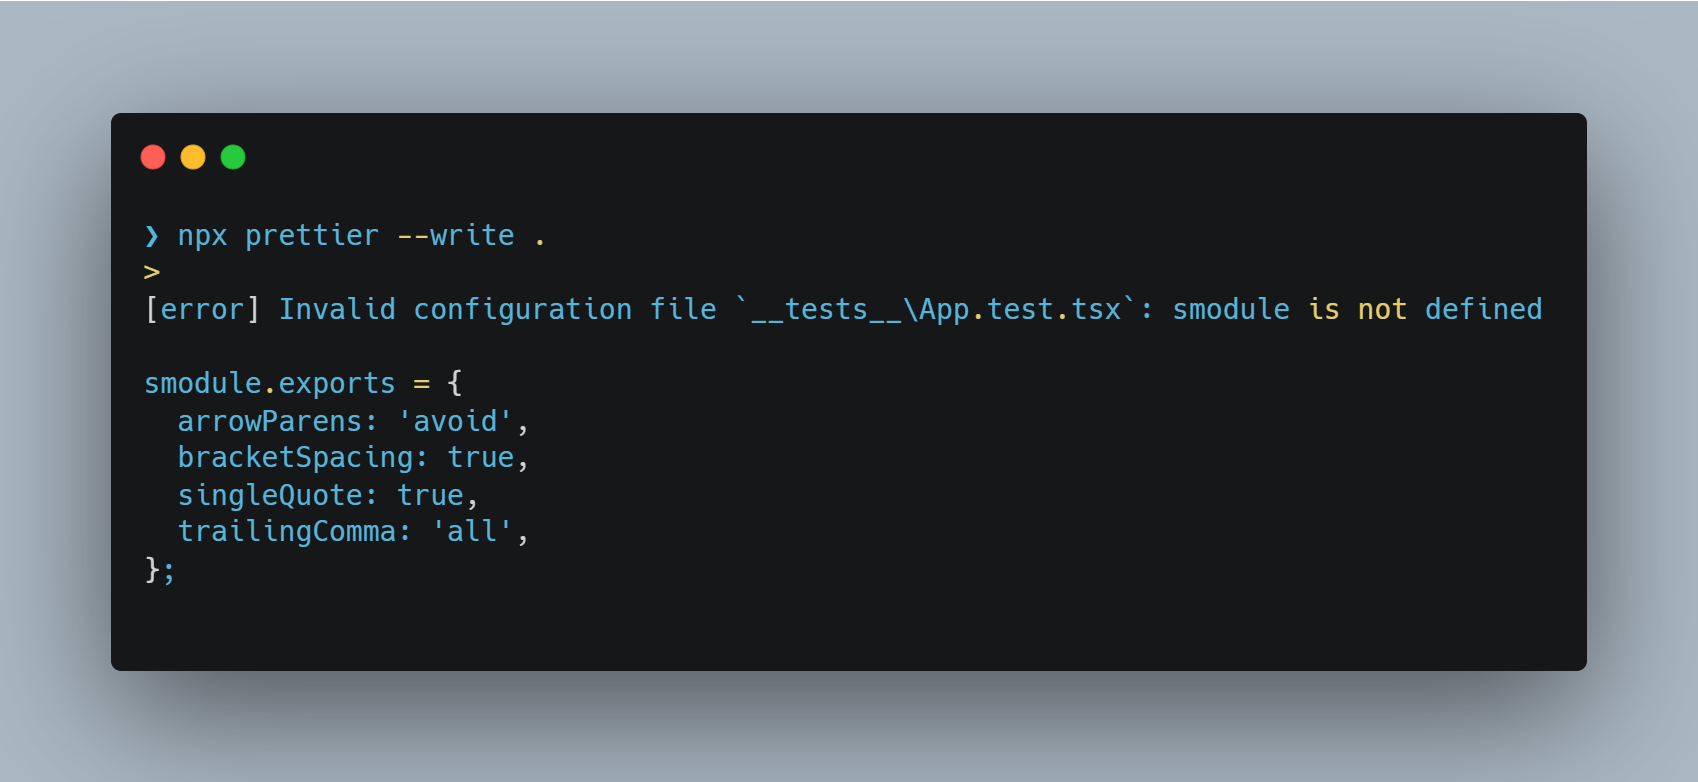 ❯ npx prettier --write .
>
[error] Invalid configuration file `__tests__\App.test.tsx`: smodule is not defined
smodule.exports = {
  arrowParens: 'avoid',
  bracketSpacing: true,
  singleQuote: true,
  trailingComma: 'all',
};